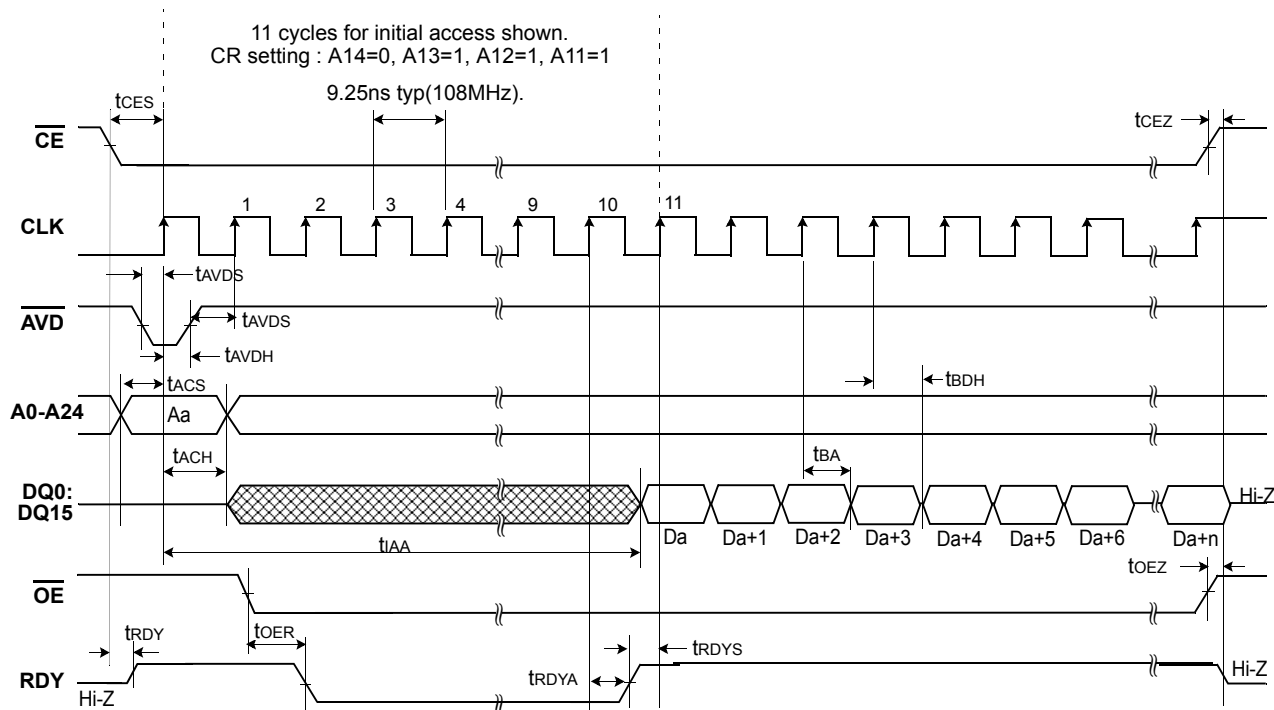 11 cycles for initial access shown.
CR setting : A14=0, A13=1, A12=1, A11=1
9.25ns typ(108MHz).
tCES
tCEZ
CE
CLK
1 2 3 4 9 10 11
tAVDS
AVD
tAVDS
tAVDH
tBDH
tACS
A0-A24
Aa
tACH
tBA
DQ0:
DQ15
Hi-Z
Da Da+1 Da+2 Da+3 Da+4 Da+5 Da+6 Da+n
tIAA
tOEZ
OE
tRDY
tOER
tRDYS
RDY
tRDYA
Hi-Z
Hi-Z